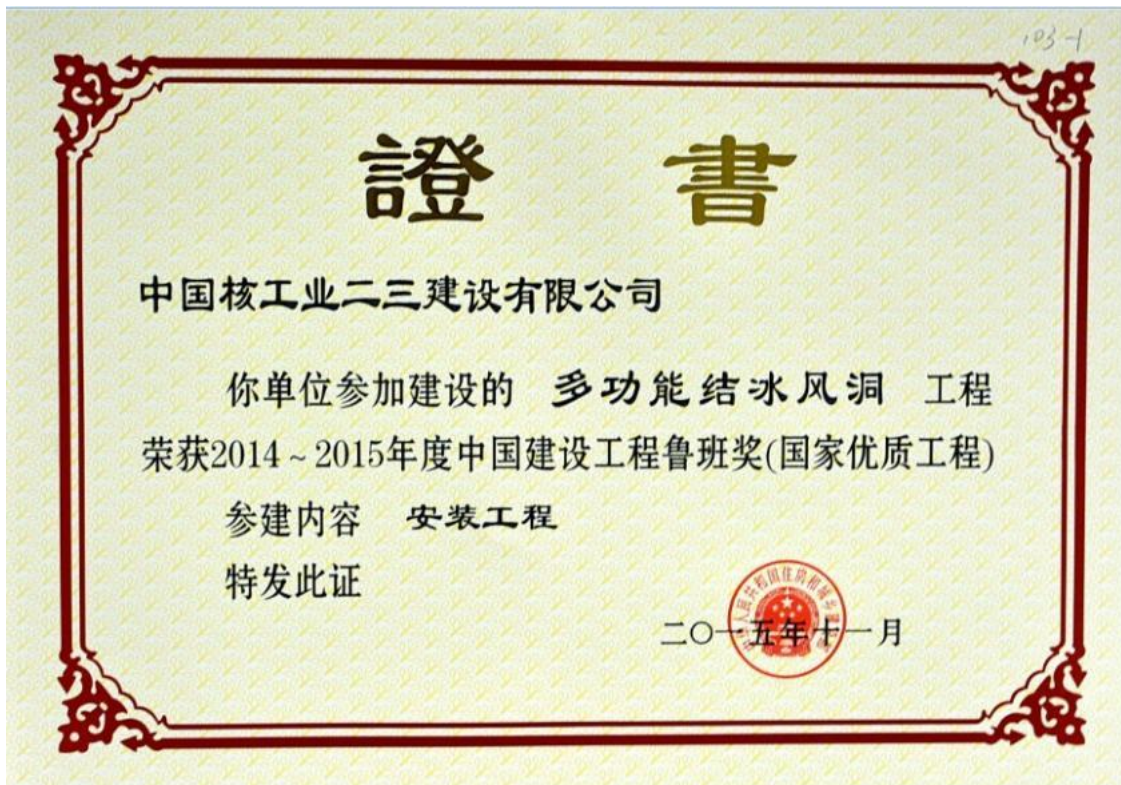 103-1
證書
中国核工业二三建设有限公司
你单位参加建设的 多功能结冰风洞 工程
荣获2014~2015年度中国建设工程鲁班奖(国家优质工程)
参建内容 安装工程
特发此证
二〇一五年十一月